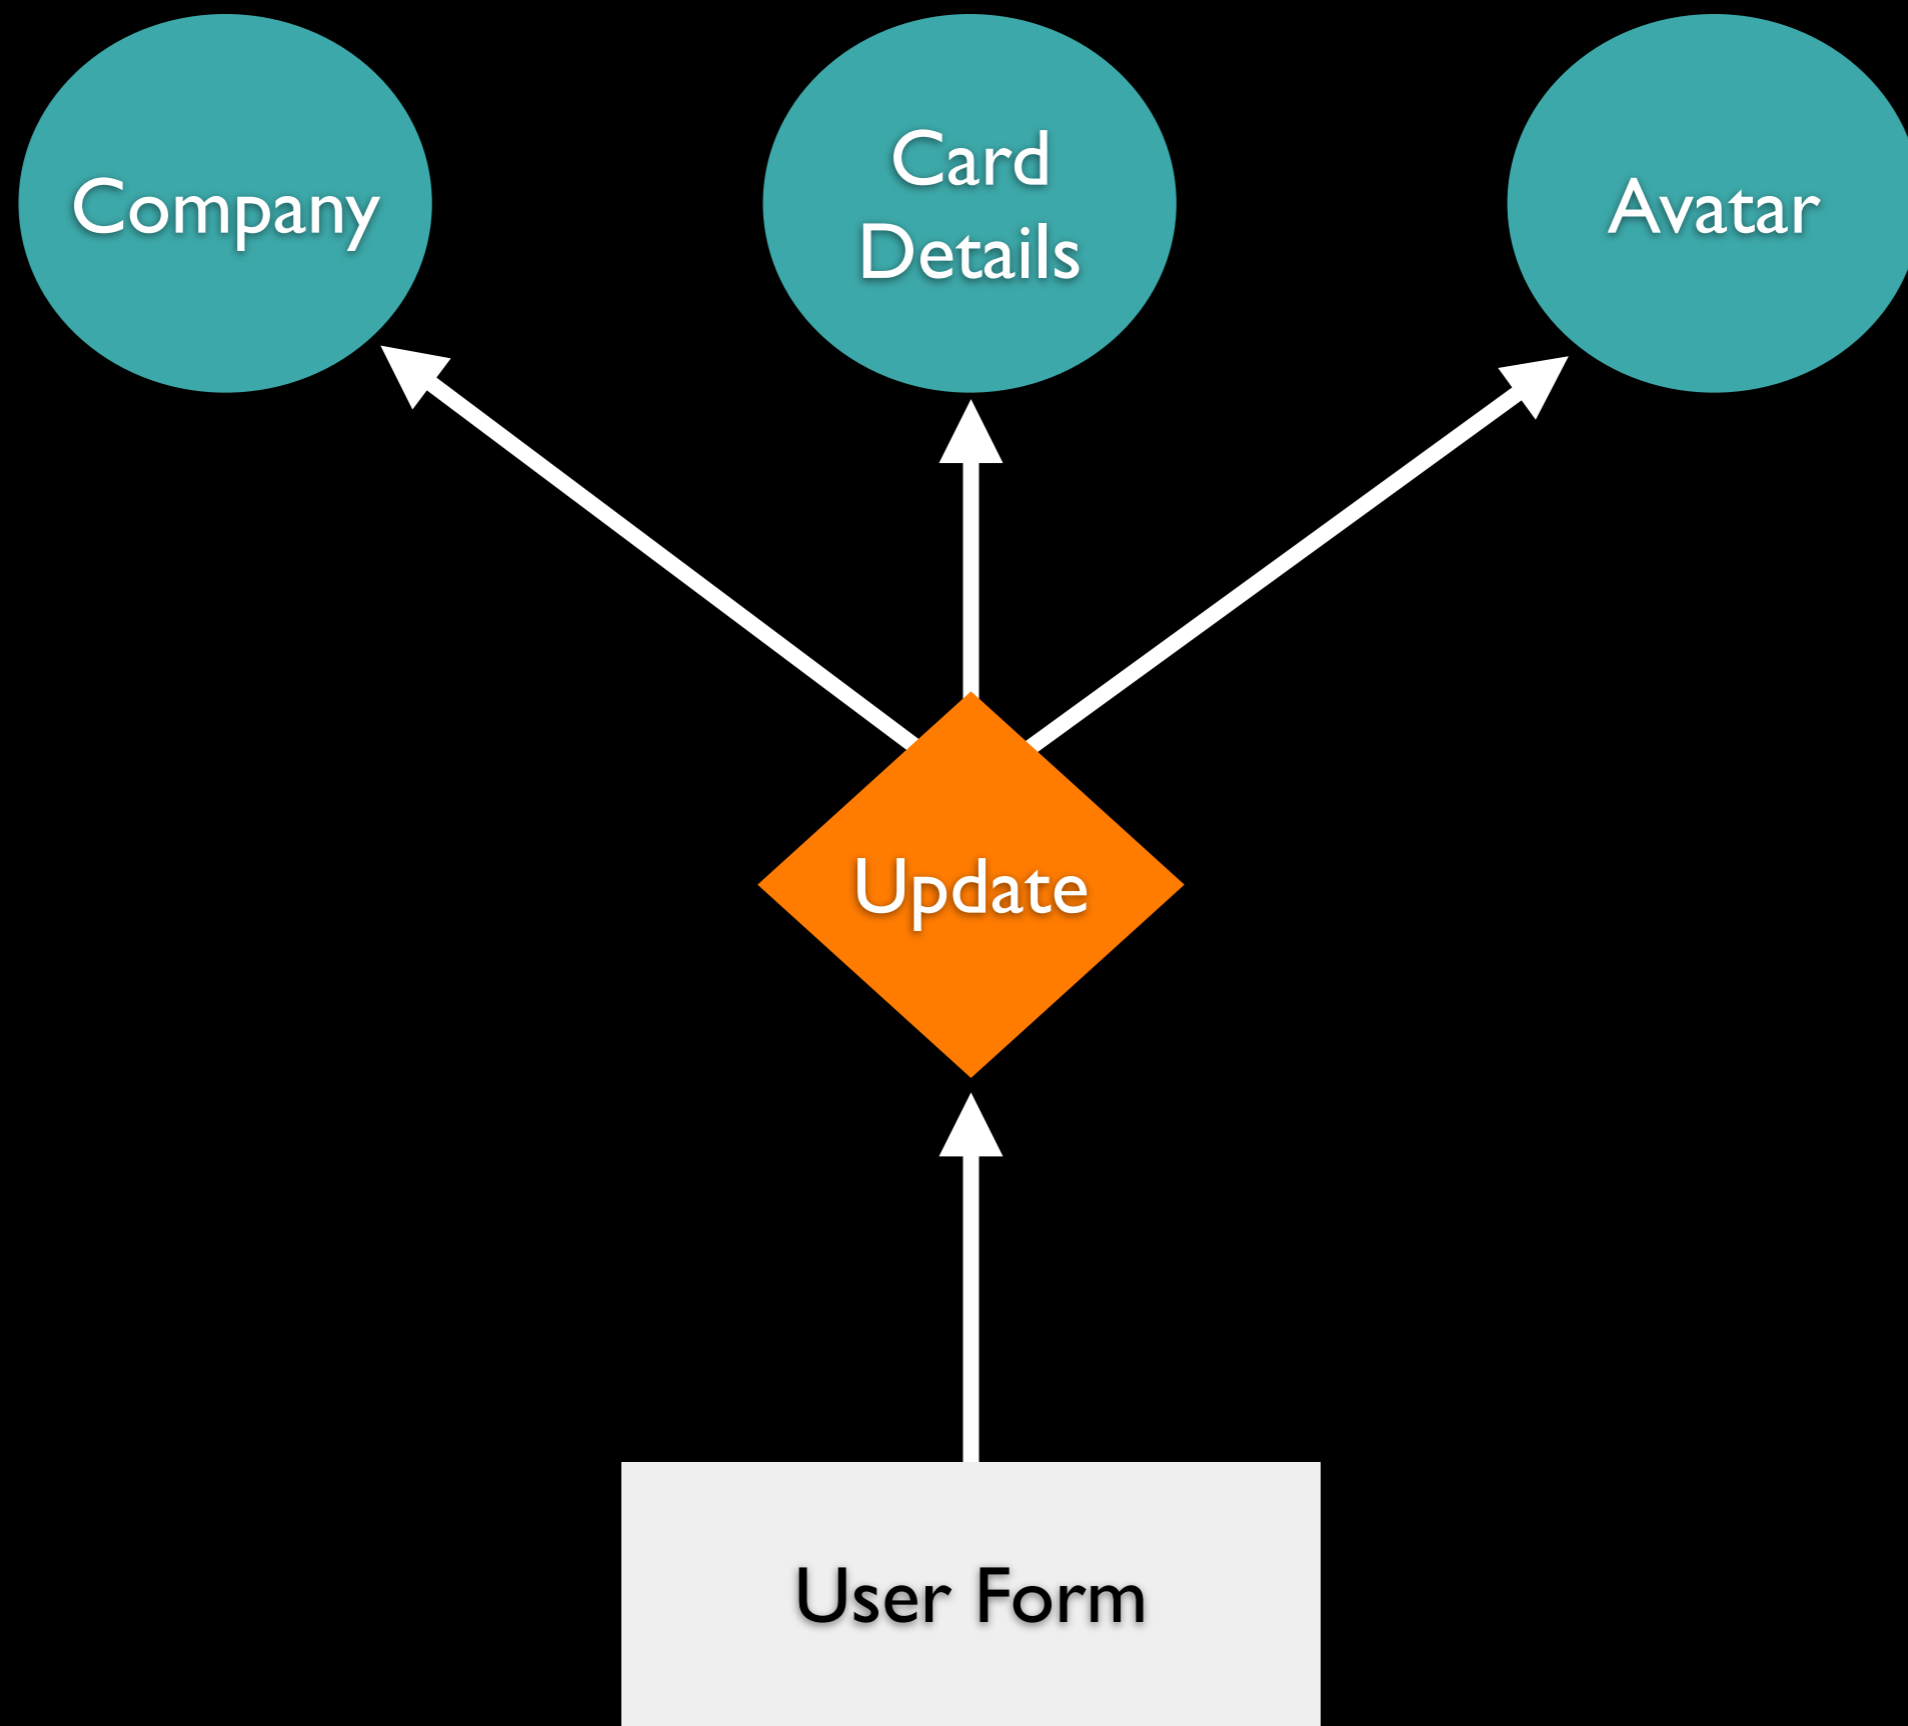 Company
Card
Details
Avatar
Update
User Form